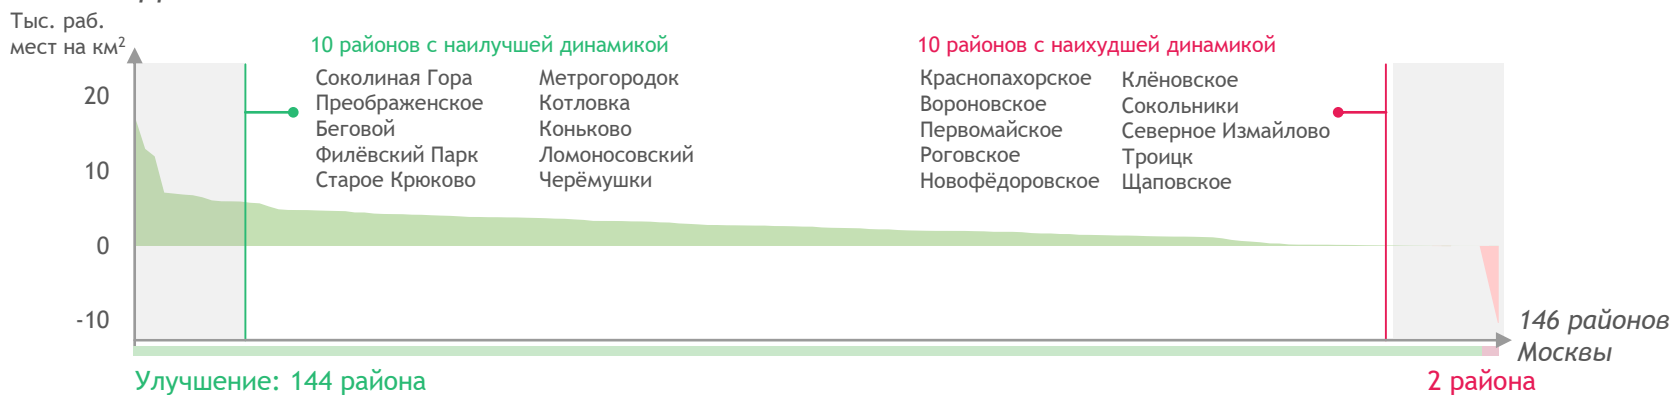 Тыс. раб.
мест на км²
20
10
0
-10
10 районов с наилучшей динамикой
Соколиная Гора
Преображенское
Беговой
Филёвский Парк
Старое Крюково
Метрогородок
Котловка
Коньково
Ломоносовский
Черёмушки
10 районов с наихудшей динамикой
Краснопахорское
Вороновское
Первомайское
Роговское
Новофёдоровское
Клёновское
Сокольники
Северное Измайлово
Троицк
Щаповское
146 районов
Москвы
Улучшение: 144 района
2 района